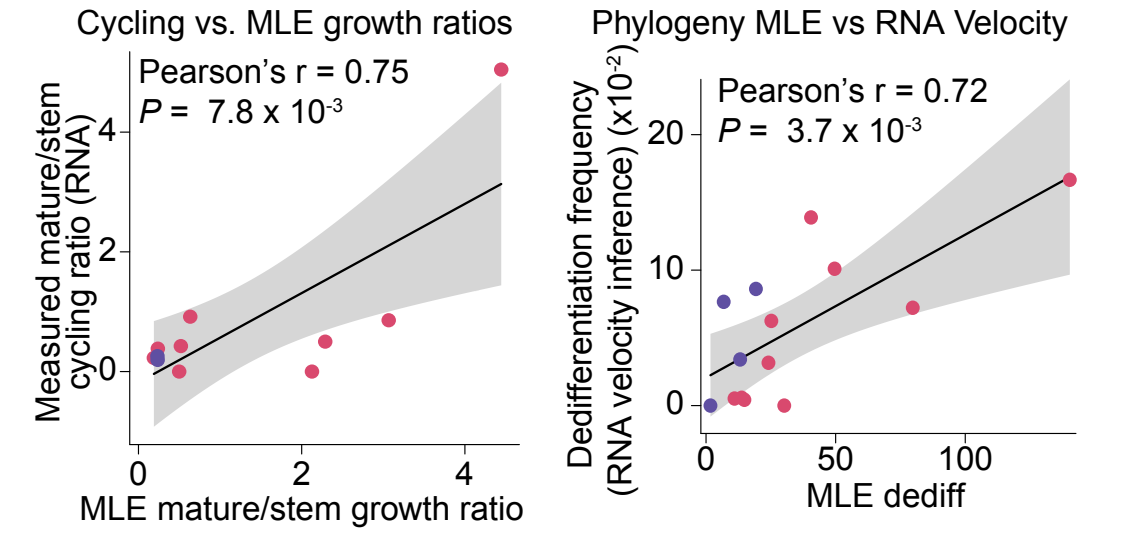 Cycling vs. MLE growth ratios
Pearson's r = 0.75
P = 7.8 x 10⁻³
Measured mature/stem
cycling ratio (RNA)
4
2
0
0
2
4
MLE mature/stem growth ratio
Phylogeny MLE vs RNA Velocity
Pearson's r = 0.72
P = 3.7 x 10⁻³
Dedifferentiation frequency
(RNA velocity inference) (x10⁻²)
20
10
0
0
50
100
MLE dediff